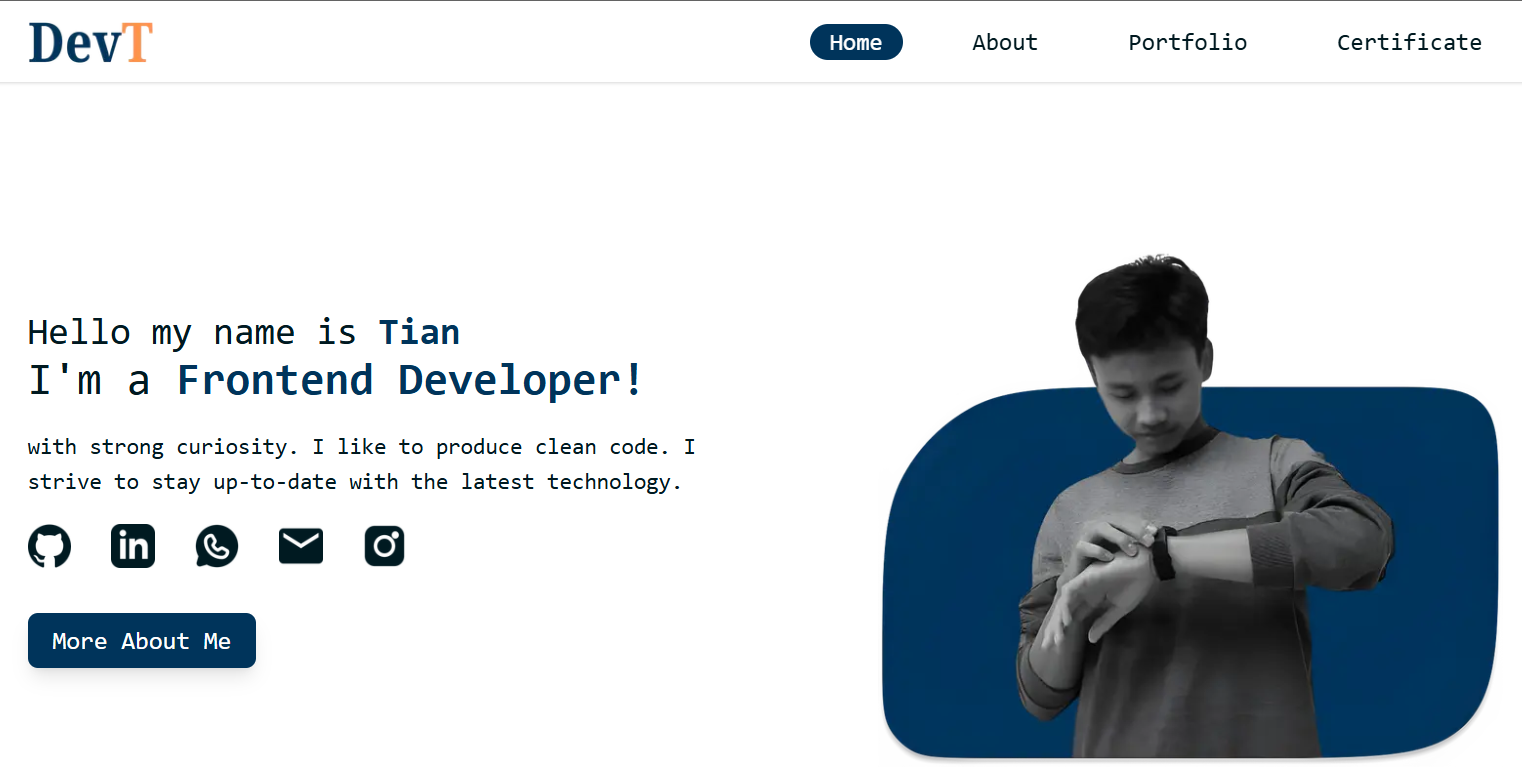 DevT
Home
About
Portfolio
Certificate
Hello my name is Tian
I'm a Frontend Developer!
with strong curiosity. I like to produce clean code. I
strive to stay up-to-date with the latest technology.
in
More About Me